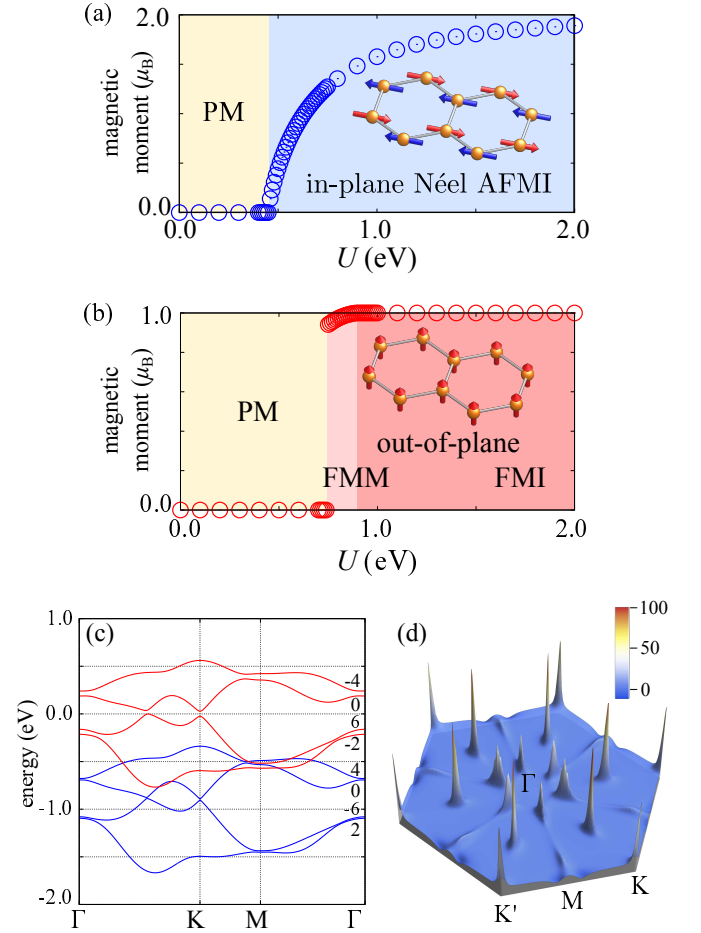 (a)
2.0
0.0
magnetic
moment (μB)
PM
in-plane Néel AFMI
0.0
1.0
2.0
U (eV)
(b)
1.0
0.0
magnetic
moment (μB)
PM
out-of-plane
FMM
FMI
0.0
1.0
2.0
U (eV)
(c)
1.0
0.0
-1.0
-2.0
energy (eV)
-4
0
6
-2
4
0
-6
2
Γ
K
M
Γ
(d)
100
50
0
Γ
K
M
K'